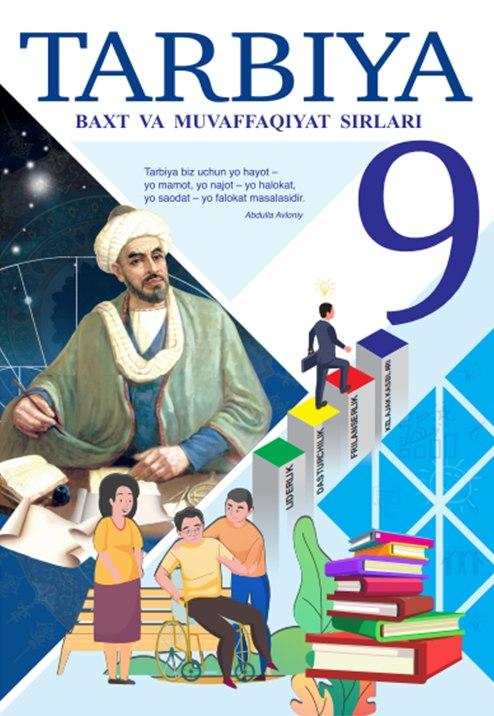 TARBIYA
BAXT VA MUVAFFAQIYAT SIRLARI
9
Tarbiya biz uchun yo hayot –
yo mamot, yo najot – yo halokat,
yo saodat – yo falokat masalasidir.
Abdulla Avloniy
LIDERLIK
DASTURCHILIK
FRILANSERLIK
KELAJAK KASBLARI